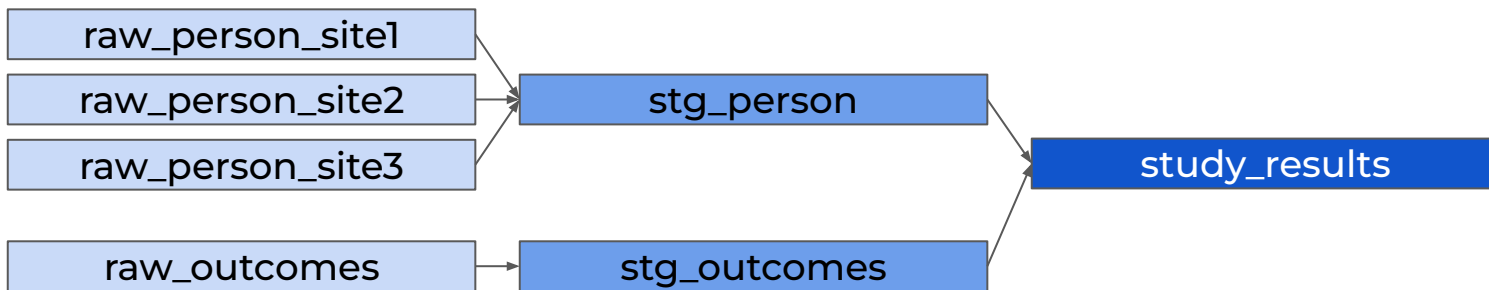 raw_person_site1
raw_person_site2
raw_person_site3
raw_outcomes
stg_person
stg_outcomes
study_results